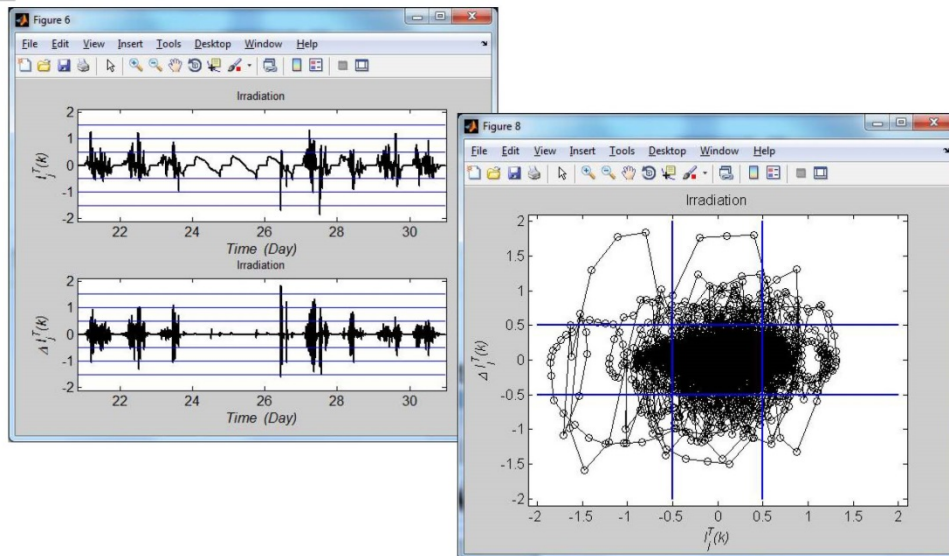 Figure 6
File Edit View Insert Tools Desktop Window Help
Irradiation
2
1
0
-1
-2
I_j^T(k)
22 24 26 28 30
Time (Day)
Irradiation
2
1
0
-1
-2
Δ I_j^T(k)
22 24 26 28 30
Time (Day)
Figure 8
File Edit View Insert Tools Desktop Window Help
Irradiation
2
1.5
1
0.5
0
-0.5
-1
-1.5
-2
Δ I_j^T(k)
-2 -1.5 -1 -0.5 0 0.5 1 1.5 2
I_j^T(k)